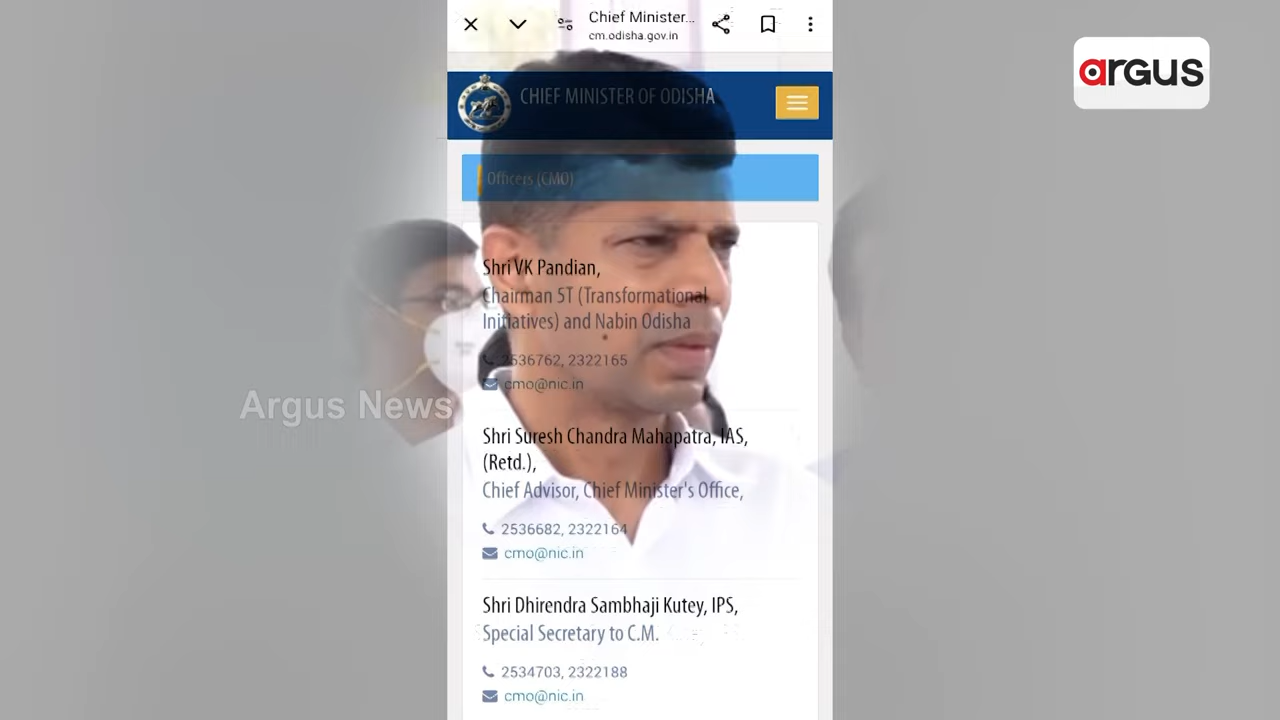 Chief Minister...
cm.odisha.gov.in
argus
CHIEF MINISTER OF ODISHA
Officers (CMO)
Shri VK Pandian,
Chairman 5T (Transformational
Initiatives) and Nabin Odisha
2536762, 2322165
cmo@nic.in
Argus News
Shri Suresh Chandra Mahapatra, IAS,
(Retd.),
Chief Advisor, Chief Minister's Office,
2536682, 2322164
cmo@nic.in
Shri Dhirendra Sambhaji Kutey, IPS,
Special Secretary to C.M.
2534703, 2322188
cmo@nic.in